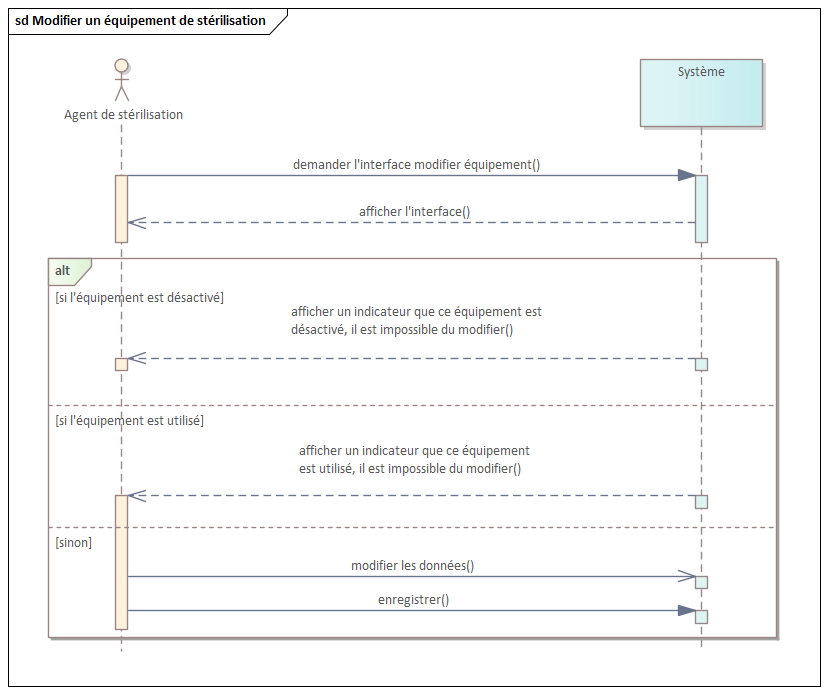 sd Modifier un équipement de stérilisation
Système
Agent de stérilisation
demander l'interface modifier équipement()
afficher l'interface()
alt
[si l'équipement est désactivé]
afficher un indicateur que ce équipement est
désactivé, il est impossible du modifier()
[si l'équipement est utilisé]
afficher un indicateur que ce équipement
est utilisé, il est impossible du modifier()
[sinon]
modifier les données()
enregistrer()